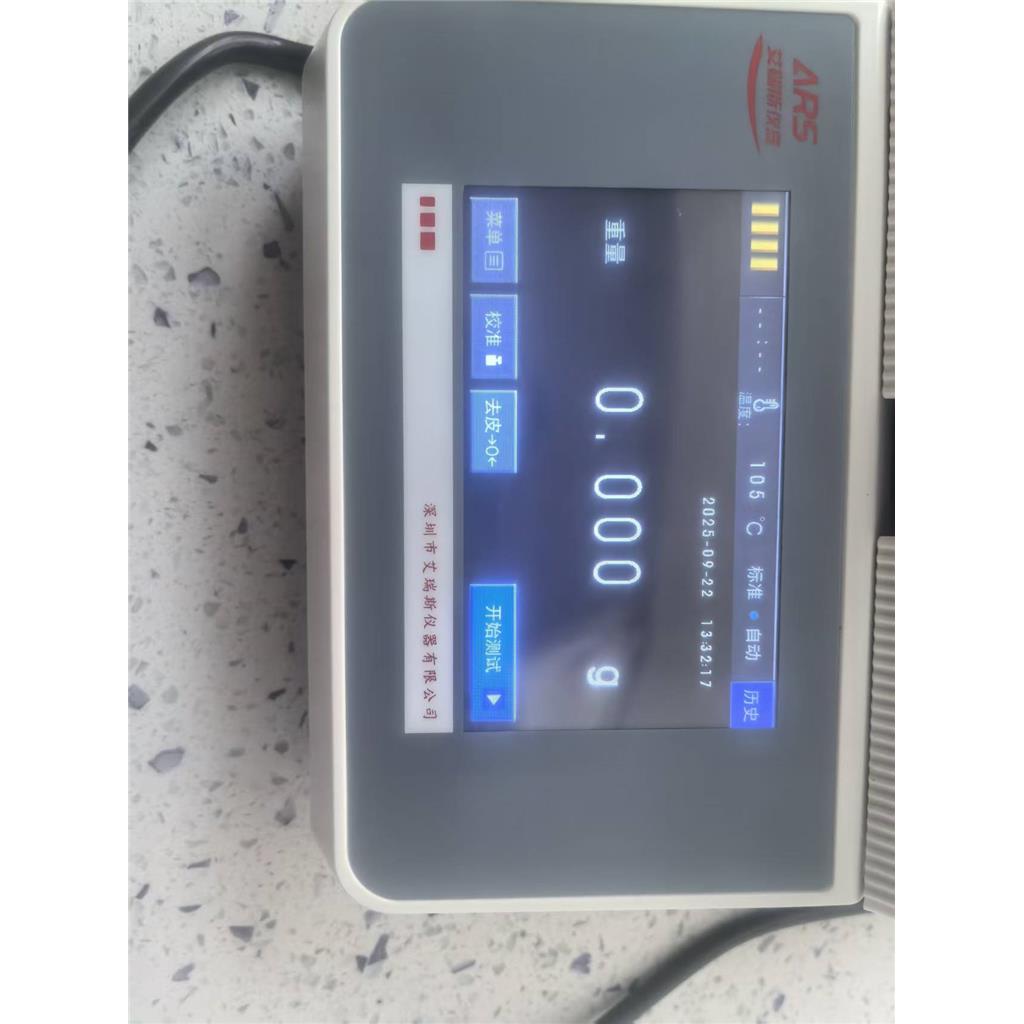 ARS
艾瑞斯仪器
--:--
温度:
105 °C
标准 自动
历史
2025-09-22 13:32:17
重量
0.000 g
菜单
校准
去皮→0←
开始测试
深圳市艾瑞斯仪器有限公司